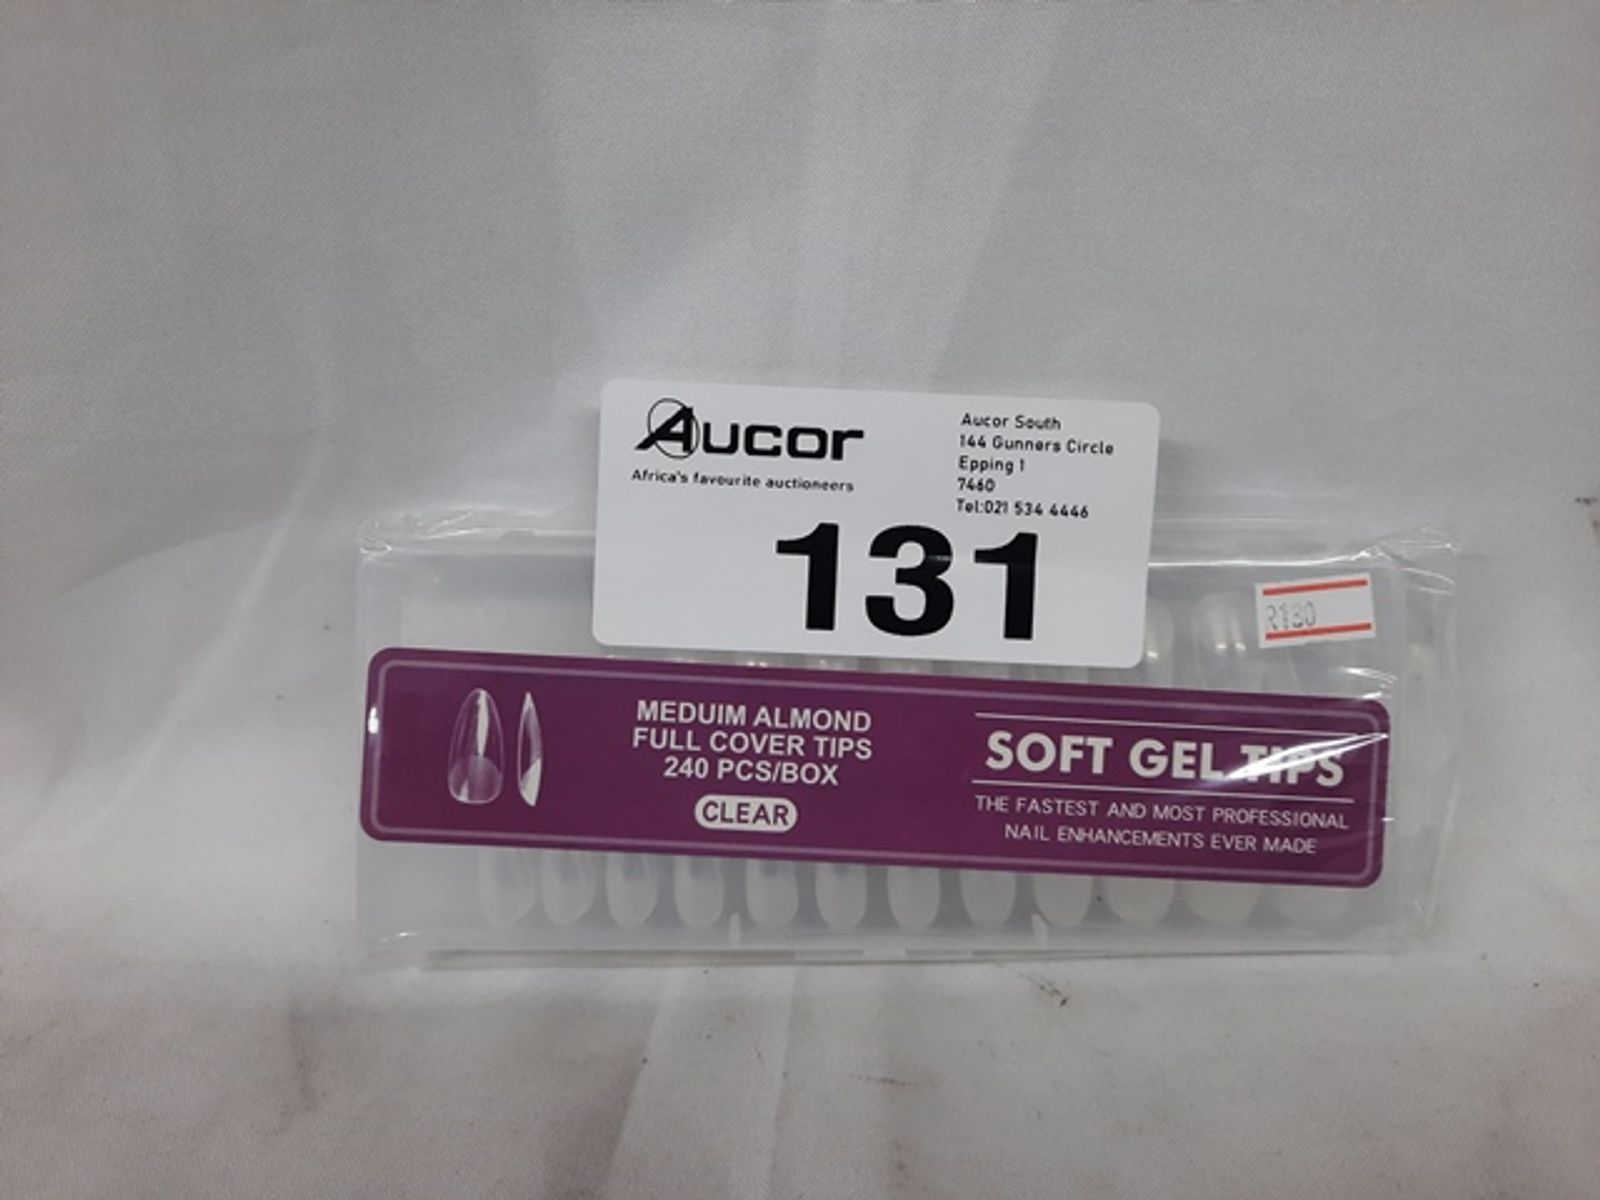 Aucor
Africa's favourite auctioneers
Aucor South
144 Gunners Circle
Epping 1
7460
Tel:021 534 4446
131
R130
MEDUIM ALMOND
FULL COVER TIPS
240 PCS/BOX
CLEAR
SOFT GEL TIPS
THE FASTEST AND MOST PROFESSIONAL
NAIL ENHANCEMENTS EVER MADE